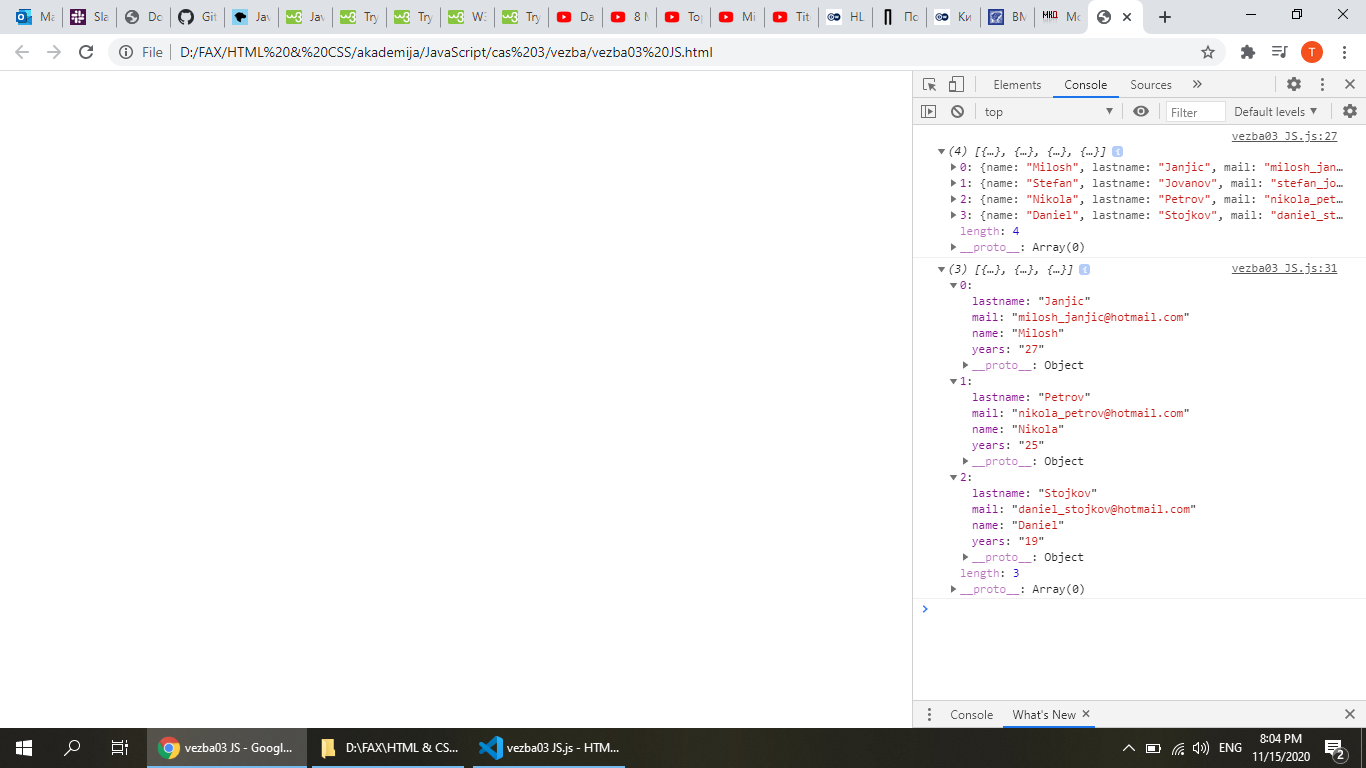 Ma Sla Do Git Jav Jav Try Try W3 Try Da 8 M Top Mi Tit HL По Ки BM МКД Мо
File D:/FAX/HTML%20&%20CSS/akademija/JavaScript/cas%203/vezba/vezba03%20JS.html T
Elements Console Sources
top Filter Default levels
vezba03 JS.js:27
(4) [{…}, {…}, {…}, {…}]
0: {name: "Milosh", lastname: "Janjic", mail: "milosh_jan…
1: {name: "Stefan", lastname: "Jovanov", mail: "stefan_jo…
2: {name: "Nikola", lastname: "Petrov", mail: "nikola_pet…
3: {name: "Daniel", lastname: "Stojkov", mail: "daniel_st…
length: 4
__proto__: Array(0)
(3) [{…}, {…}, {…}] vezba03 JS.js:31
0:
lastname: "Janjic"
mail: "milosh_janjic@hotmail.com"
name: "Milosh"
years: "27"
__proto__: Object
1:
lastname: "Petrov"
mail: "nikola_petrov@hotmail.com"
name: "Nikola"
years: "25"
__proto__: Object
2:
lastname: "Stojkov"
mail: "daniel_stojkov@hotmail.com"
name: "Daniel"
years: "19"
__proto__: Object
length: 3
__proto__: Array(0)
Console What's New
vezba03 JS - Googl... D:\FAX\HTML & CS... vezba03 JS.js - HTM... ENG 8:04 PM
11/15/2020 2